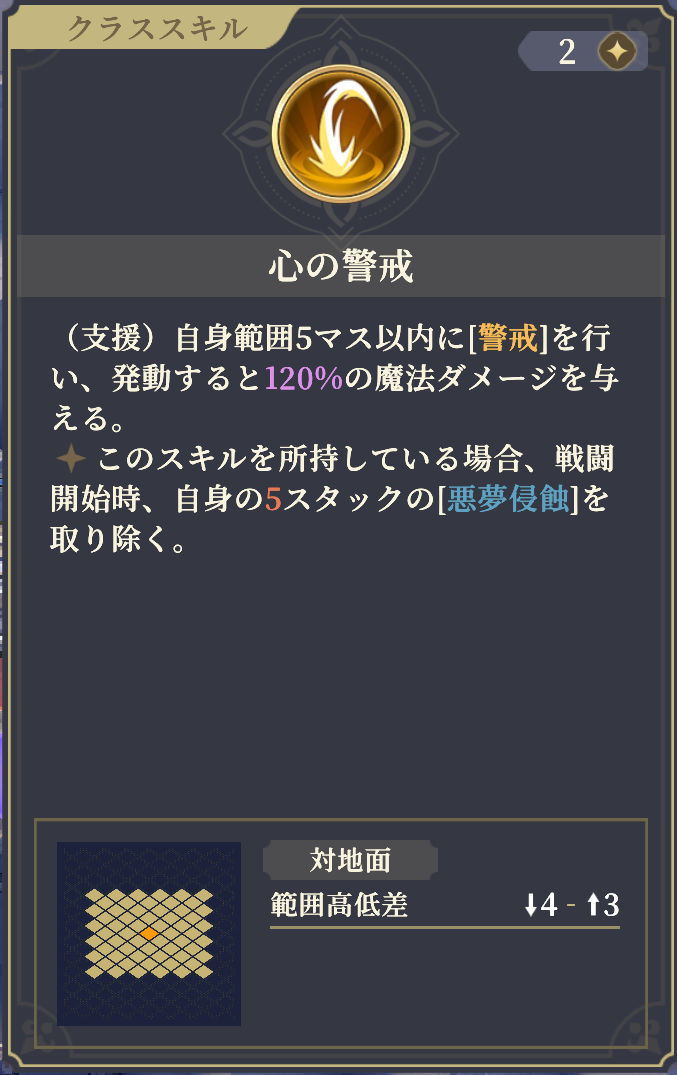 クラススキル
2
心の警戒
（支援）自身範囲5マス以内に[警戒]を行
い、発動すると120%の魔法ダメージを与
える。
このスキルを所持している場合、戦闘
開始時、自身の5スタックの[悪夢侵蝕]を
取り除く。
対地面
範囲高低差 ⬇4 - ⬆3